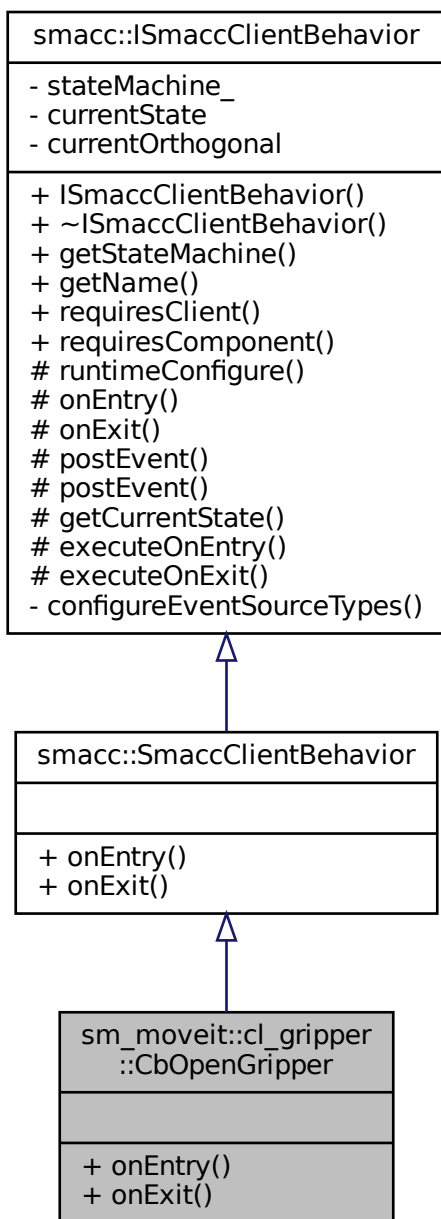 smacc::ISmaccClientBehavior
- stateMachine_
- currentState
- currentOrthogonal
+ ISmaccClientBehavior()
+ ~ISmaccClientBehavior()
+ getStateMachine()
+ getName()
+ requiresClient()
+ requiresComponent()
# runtimeConfigure()
# onEntry()
# onExit()
# postEvent()
# postEvent()
# getCurrentState()
# executeOnEntry()
# executeOnExit()
- configureEventSourceTypes()
smacc::SmaccClientBehavior
+ onEntry()
+ onExit()
sm_moveit::cl_gripper
::CbOpenGripper
+ onEntry()
+ onExit()